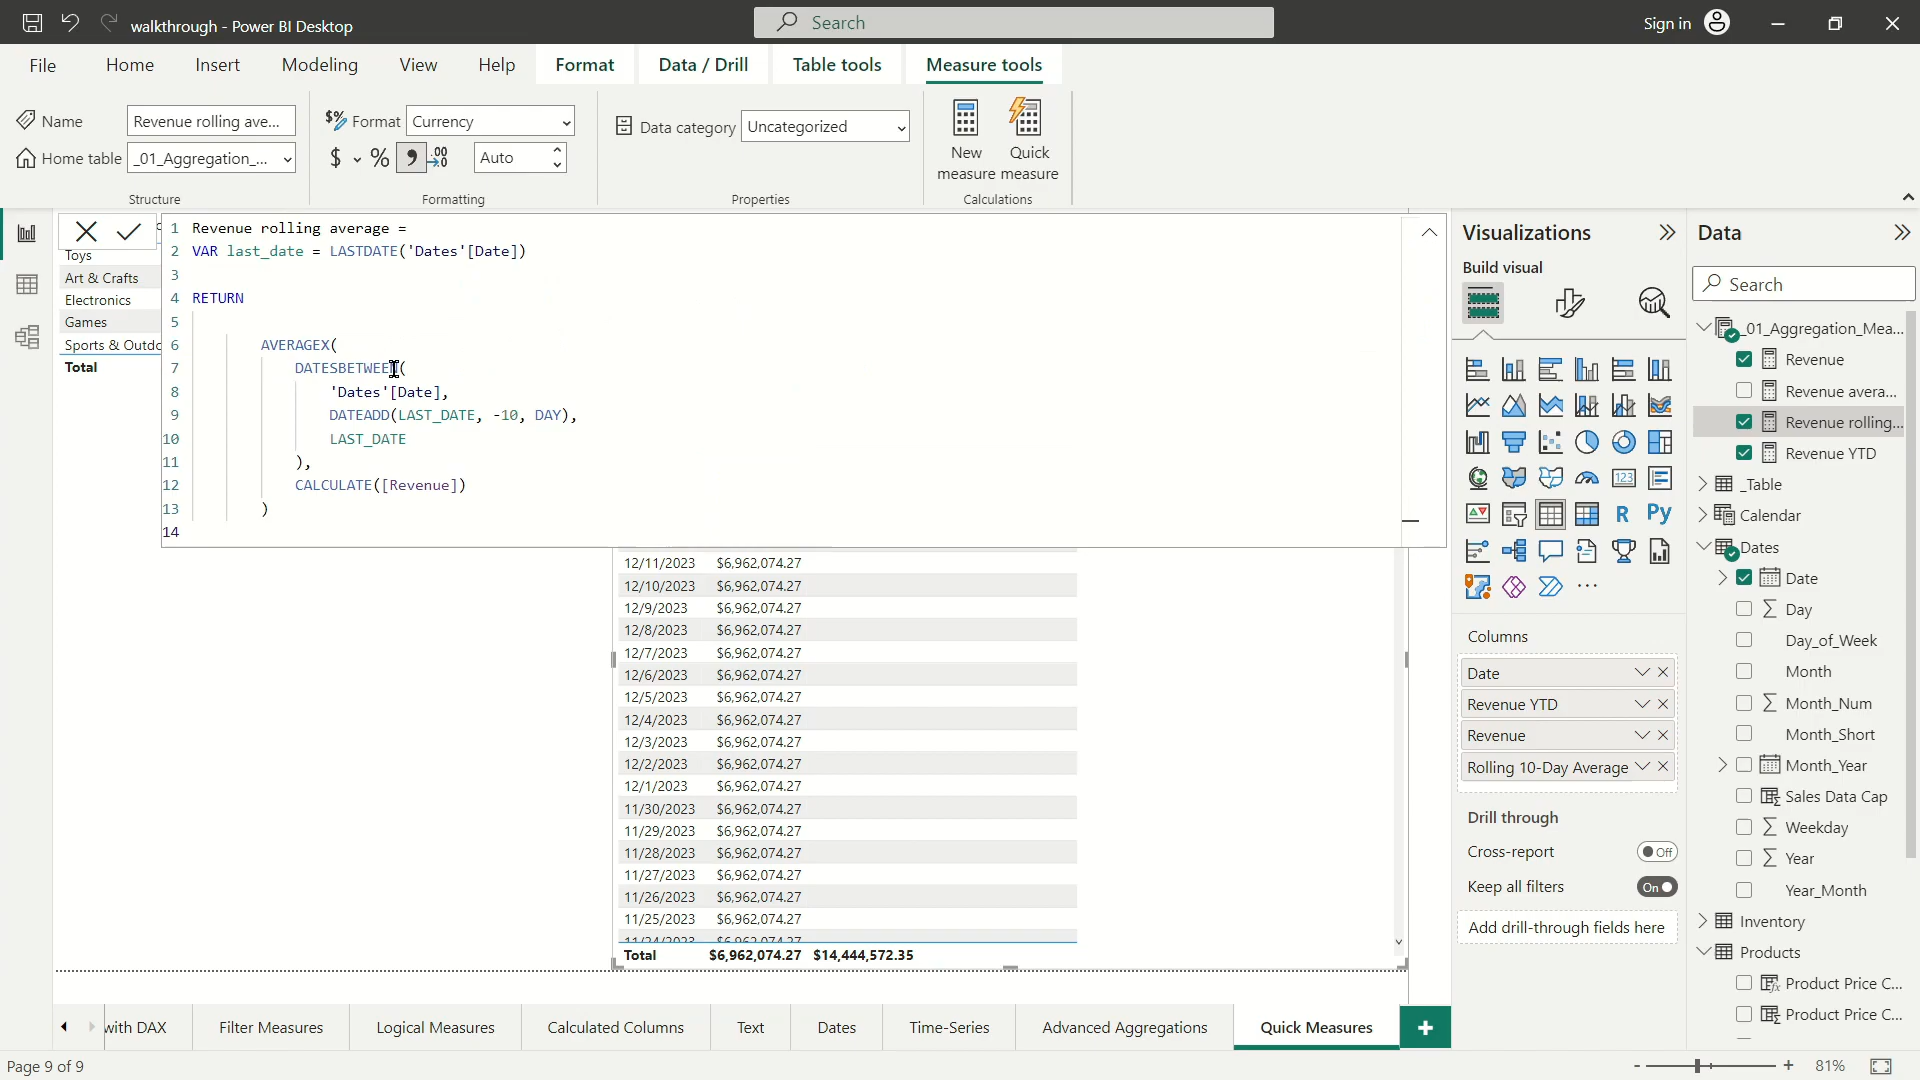 walkthrough - Power BI Desktop
Search
Sign in
File
Home
Insert
Modeling
View
Help
Format
Data / Drill
Table tools
Measure tools
Name
Revenue rolling ave...
Home table
_01_Aggregation_...
Structure
$% Format
Currency
$ % , .00 →0
Auto
Formatting
Data category
Uncategorized
Properties
New measure
Quick measure
Calculations
Toys
Art & Crafts
Electronics
Games
Sports & Outdo
Total
1 Revenue rolling average =
2 VAR last_date = LASTDATE('Dates'[Date])
3
4 RETURN
5
6 AVERAGEX(
7 DATESBETWEEN(
8 'Dates'[Date],
9 DATEADD(LAST_DATE, -10, DAY),
10 LAST_DATE
11 ),
12 CALCULATE([Revenue])
13 )
14
12/11/2023 $6,962,074.27
12/10/2023 $6,962,074.27
12/9/2023 $6,962,074.27
12/8/2023 $6,962,074.27
12/7/2023 $6,962,074.27
12/6/2023 $6,962,074.27
12/5/2023 $6,962,074.27
12/4/2023 $6,962,074.27
12/3/2023 $6,962,074.27
12/2/2023 $6,962,074.27
12/1/2023 $6,962,074.27
11/30/2023 $6,962,074.27
11/29/2023 $6,962,074.27
11/28/2023 $6,962,074.27
11/27/2023 $6,962,074.27
11/26/2023 $6,962,074.27
11/25/2023 $6,962,074.27
11/24/2023 $6,962,074.27
Total $6,962,074.27 $14,444,572.35
Visualizations
Build visual
123
R
Py
...
Columns
Date
Revenue YTD
Revenue
Rolling 10-Day Average
Drill through
Cross-report
Off
Keep all filters
On
Add drill-through fields here
Data
Search
_01_Aggregation_Mea...
Revenue
Revenue avera...
Revenue rolling...
Revenue YTD
_Table
Calendar
Dates
Date
Day
Day_of_Week
Month
Month_Num
Month_Short
Month_Year
Sales Data Cap
Weekday
Year
Year_Month
Inventory
Products
Product Price C...
Product Price C...
with DAX
Filter Measures
Logical Measures
Calculated Columns
Text
Dates
Time-Series
Advanced Aggregations
Quick Measures
+
Page 9 of 9
- + 81%